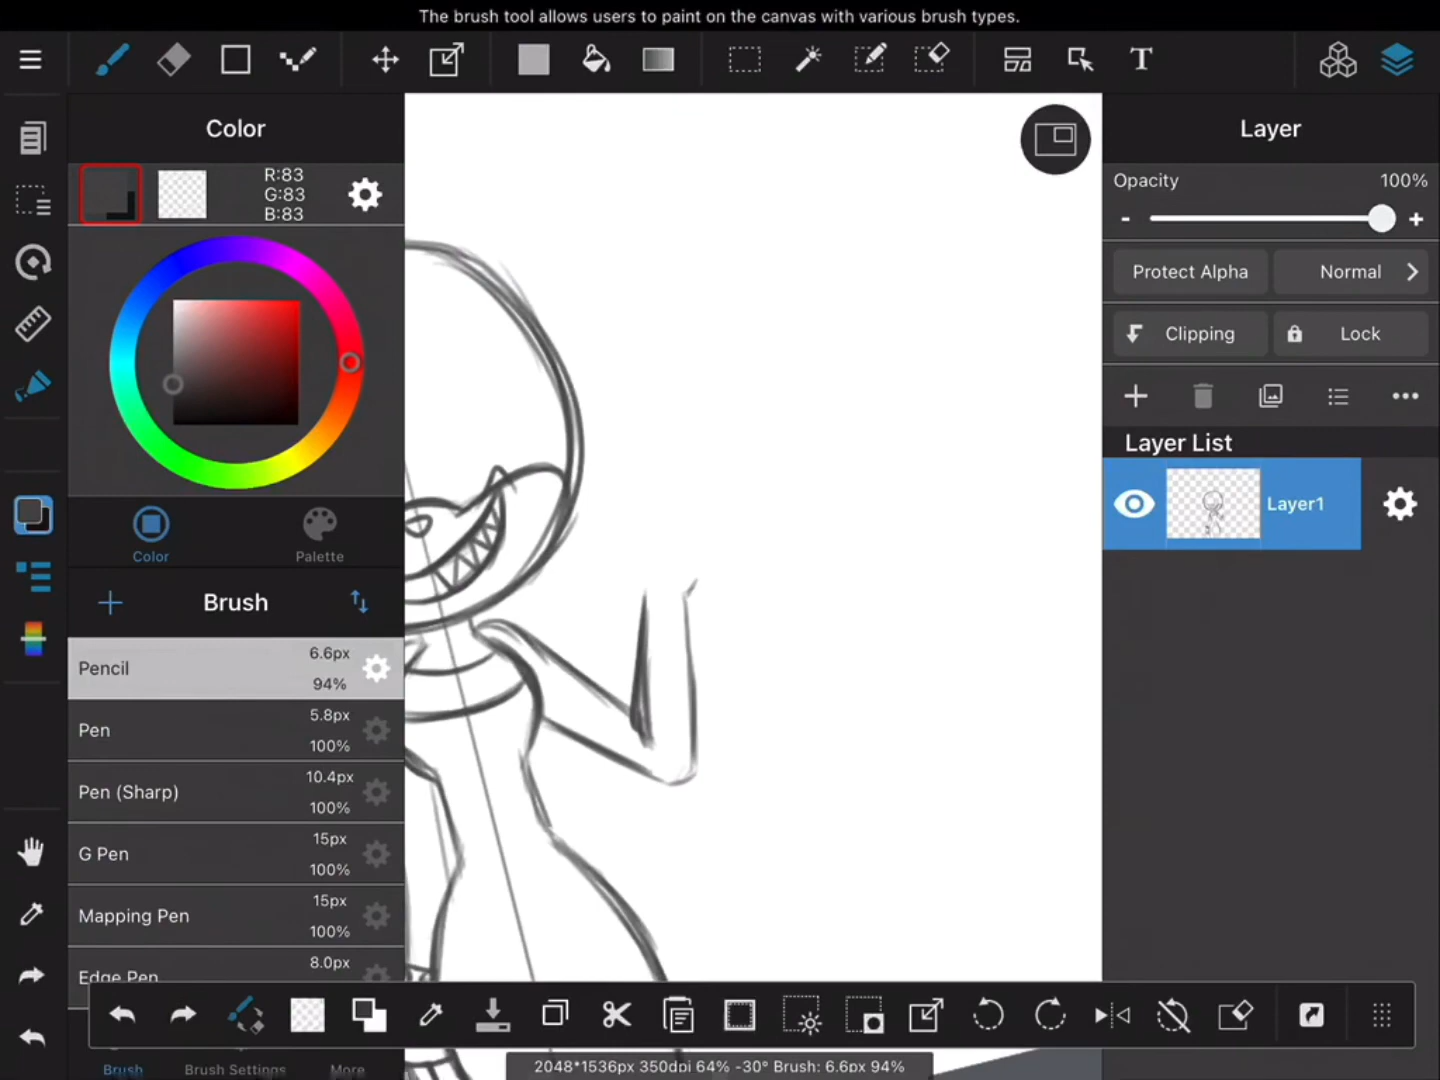 The brush tool allows users to paint on the canvas with various brush types.
T
Color
R:83
G:83
B:83
Color
Palette
Brush
Pencil
6.6px
94%
Pen
5.8px
100%
Pen (Sharp)
10.4px
100%
G Pen
15px
100%
Mapping Pen
15px
100%
Edge Pen
8.0px
Brush
Brush Settings
More
2048*1536px 350dpi 64% -30° Brush: 6.6px 94%
Layer
Opacity
100%
- +
Protect Alpha
Normal
Clipping
Lock
Layer List
Layer1